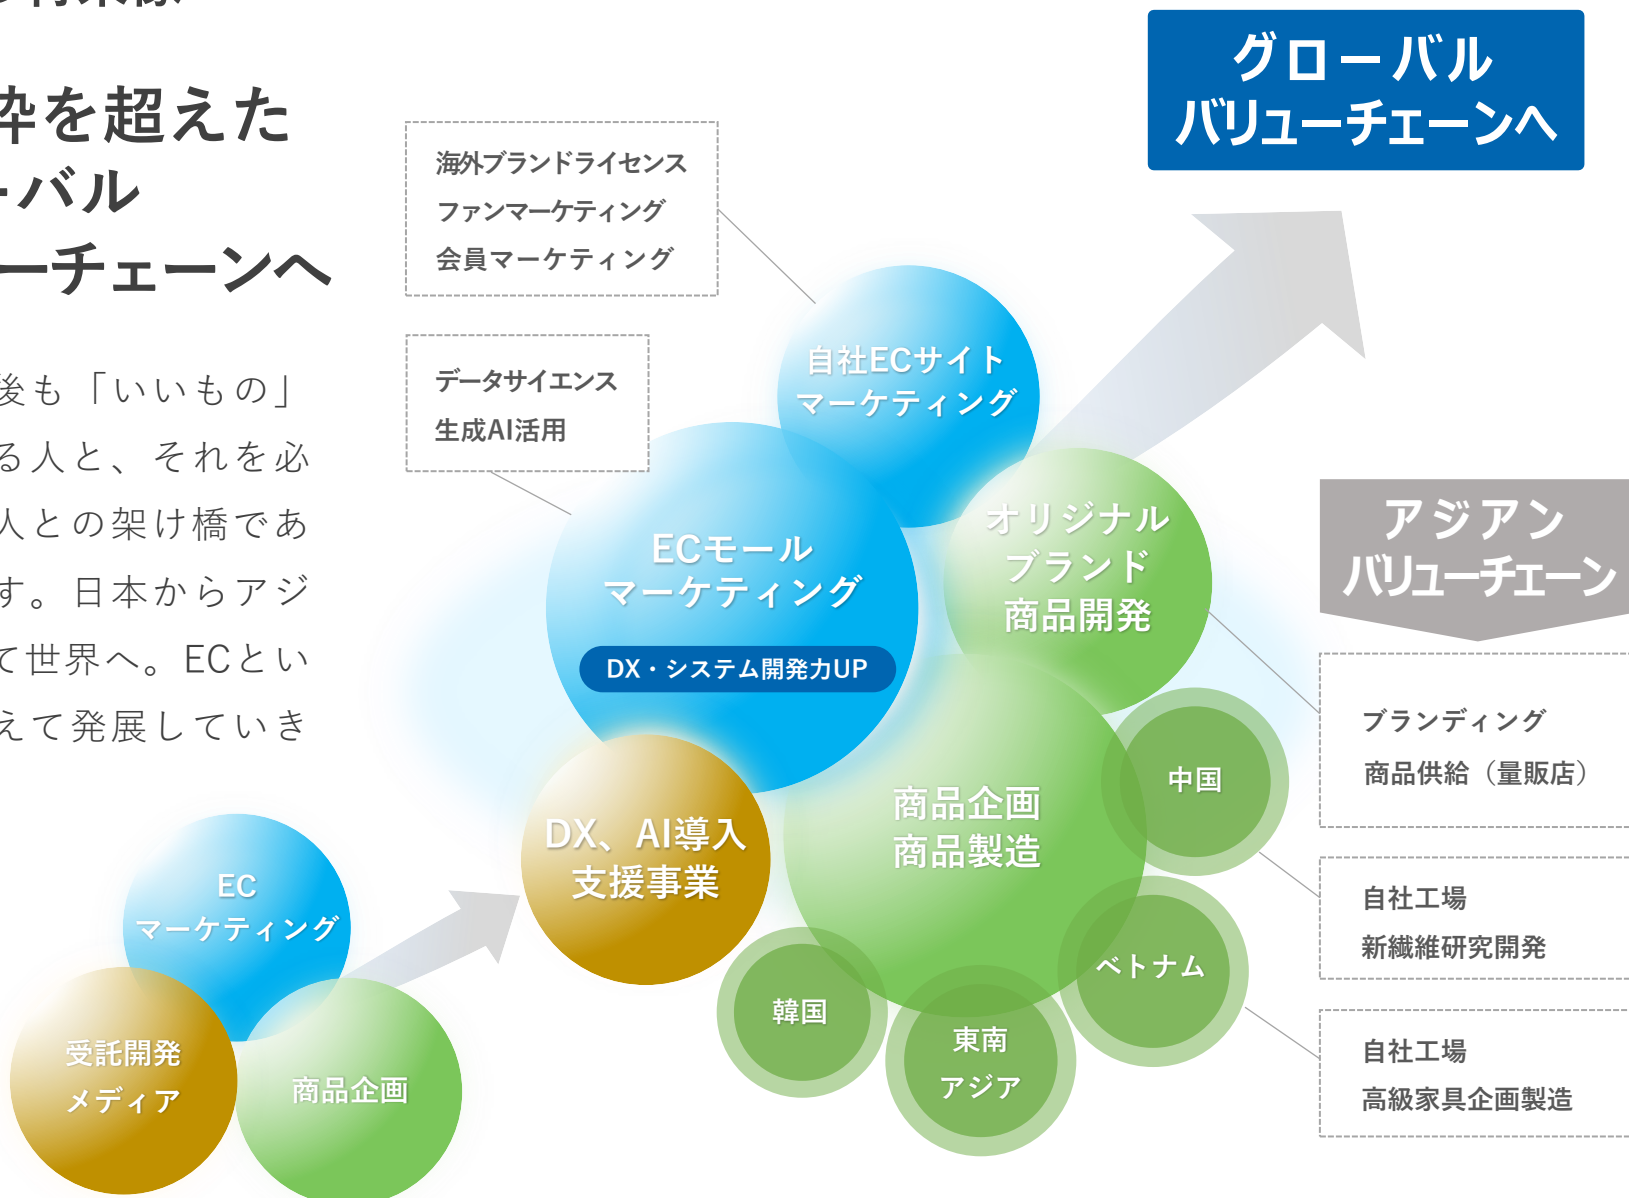 の将来像
枠を超えた
ーバル
ーチェーンへ
後も「いいもの」
る人と、それを必
人との架け橋であ
す。日本からアジ
て世界へ。ECとい
えて発展していき
グローバル
バリューチェーンへ
海外ブランドライセンス
ファンマーケティング
会員マーケティング
データサイエンス
生成AI活用
自社ECサイト
マーケティング
ECモール
マーケティング
DX・システム開発力UP
オリジナル
ブランド
商品開発
アジアン
バリューチェーン
ブランディング
商品供給（量販店）
中国
商品企画
商品製造
DX、AI導入
支援事業
自社工場
新繊維研究開発
ベトナム
韓国
東南
アジア
自社工場
高級家具企画製造
EC
マーケティング
受託開発
メディア
商品企画